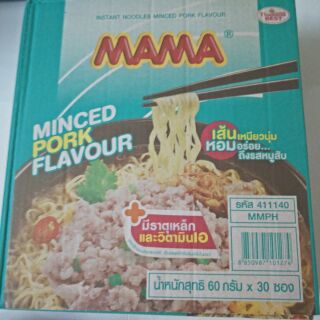 INSTANT NOODLES MINCED PORK FLAVOUR
THAILAND BEST
MAMA®
MINCED
PORK
FLAVOUR
เส้นเหนียวนุ่ม
หอมอร่อย...
ถึงรสหมูสับ
+มีธาตุเหล็ก
และวิตามินเอ
รหัส 411140
MMPH
น้ำหนักสุทธิ 60 กรัม x 30 ซอง